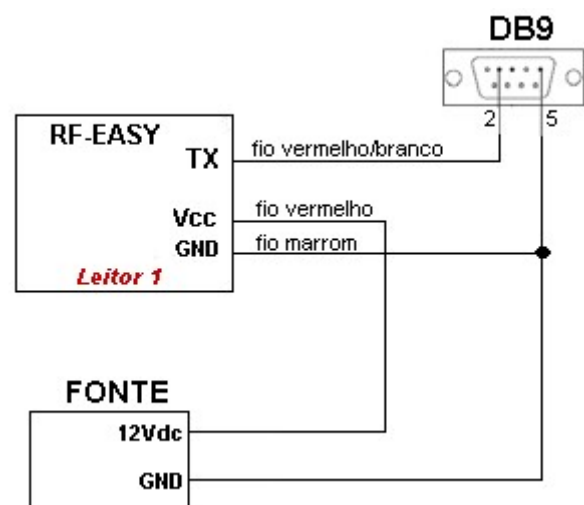 DB9
2 5
RF-EASY
TX
fio vermelho/branco
Vcc
fio vermelho
GND
fio marrom
Leitor 1
FONTE
12Vdc
GND